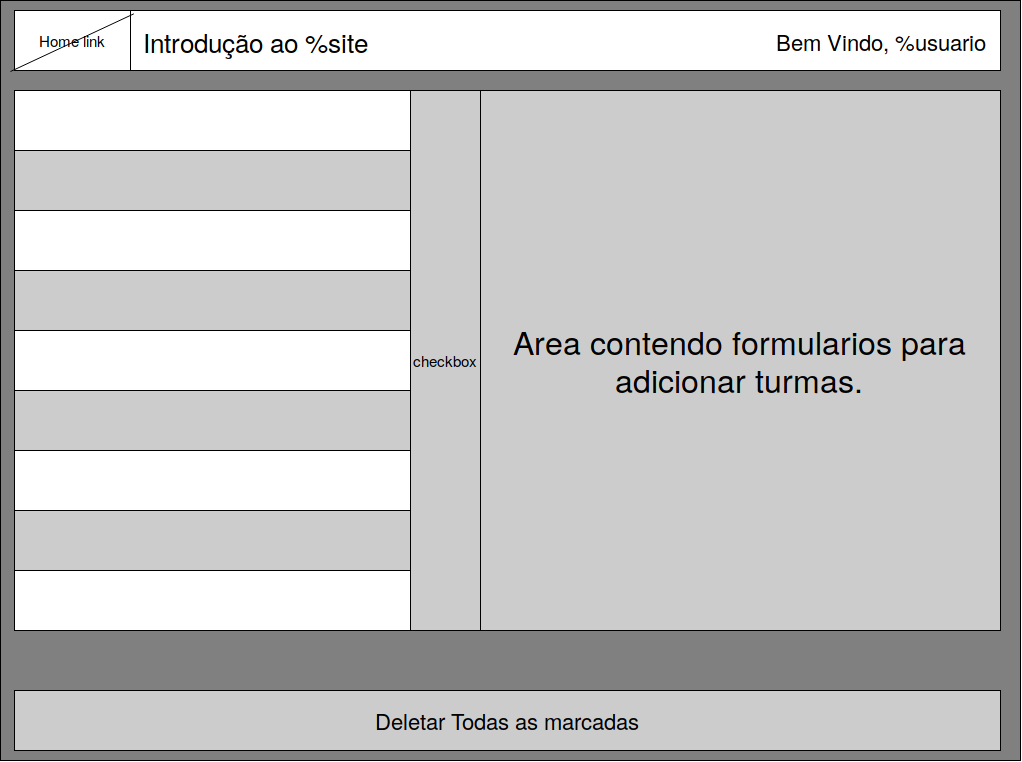 Home link
Introdução ao %site
Bem Vindo, %usuario
checkbox
Area contendo formularios para
adicionar turmas.
Deletar Todas as marcadas